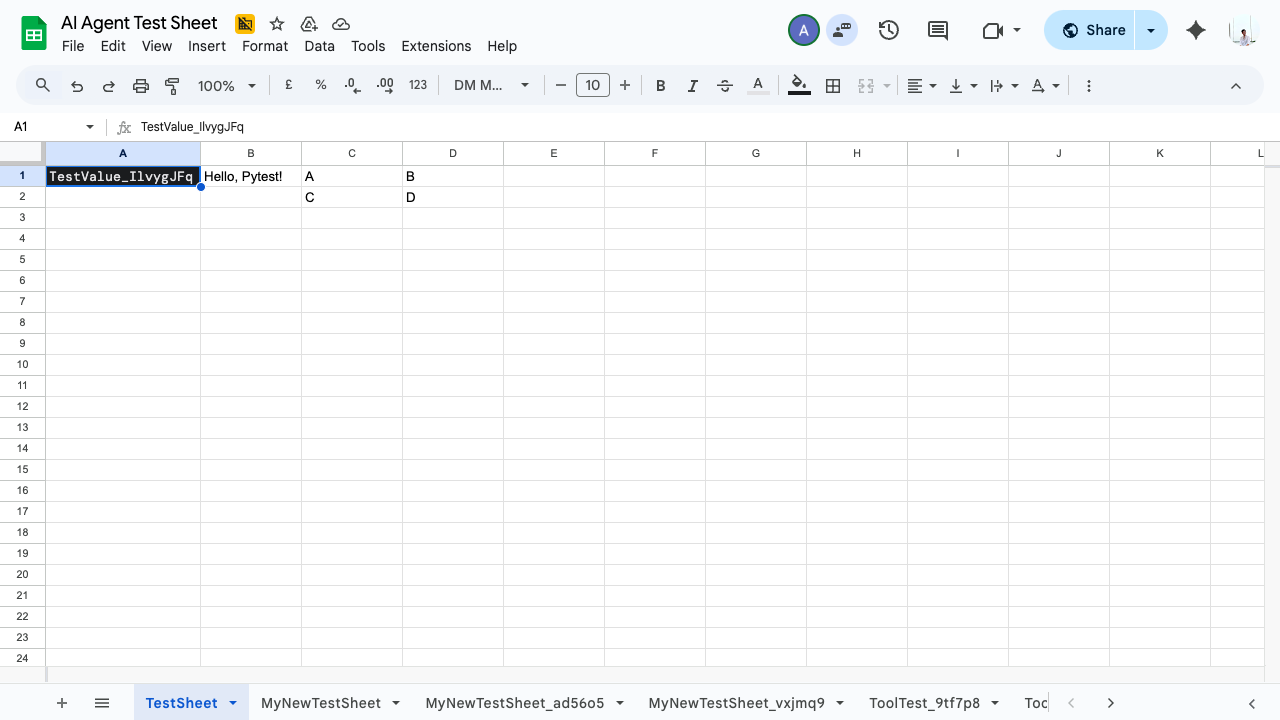 AI Agent Test Sheet
A
Share
File Edit View Insert Format Data Tools Extensions Help
100% £ % .0 .00 123 DM M... 10 B I S A A
A1 fx TestValue_IlvygJFq
A B C D E F G H I J K L
1 TestValue_IlvygJFq Hello, Pytest! A B
2 C D
3
4
5
6
7
8
9
10
11
12
13
14
15
16
17
18
19
20
21
22
23
24
TestSheet MyNewTestSheet MyNewTestSheet_ad56o5 MyNewTestSheet_vxjmq9 ToolTest_9tf7p8 Toc